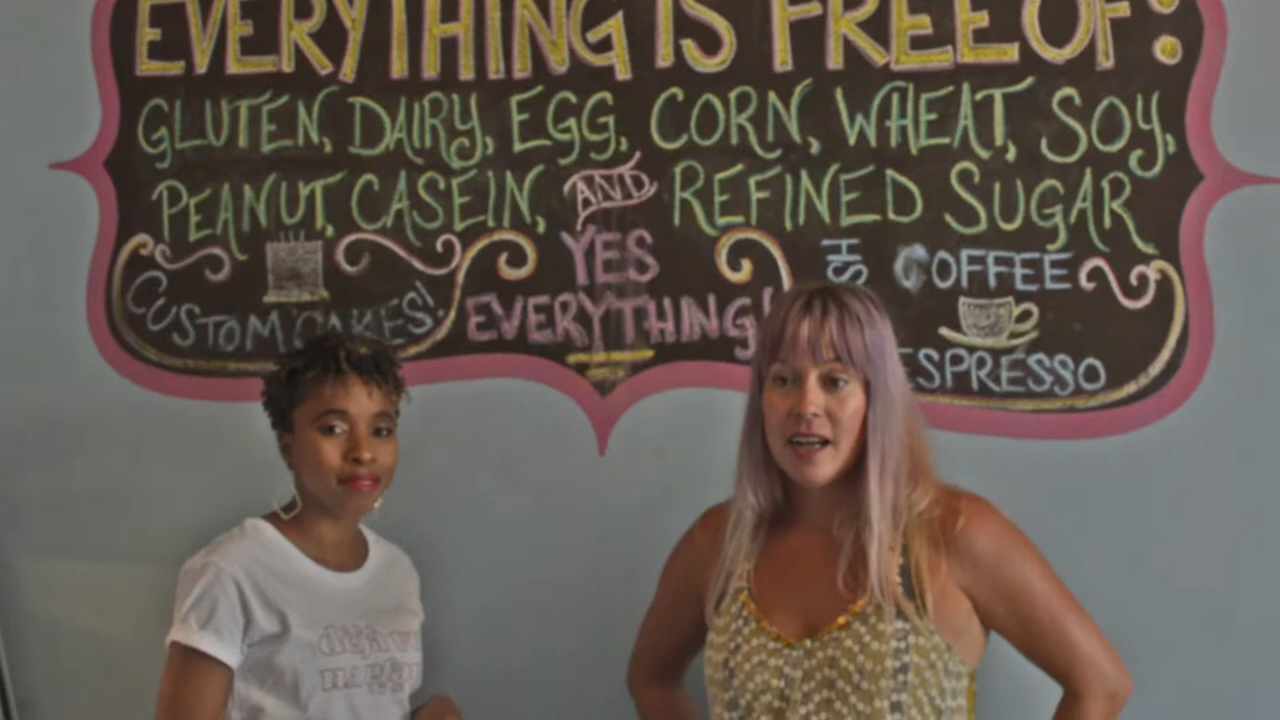 EVERYTHING IS FREE OF:
GLUTEN, DAIRY, EGG, CORN, WHEAT, SOY,
PEANUT, CASEIN, AND REFINED SUGAR
YES
EVERYTHING!
CUSTOM CAKES!
COFFEE
ESPRESSO